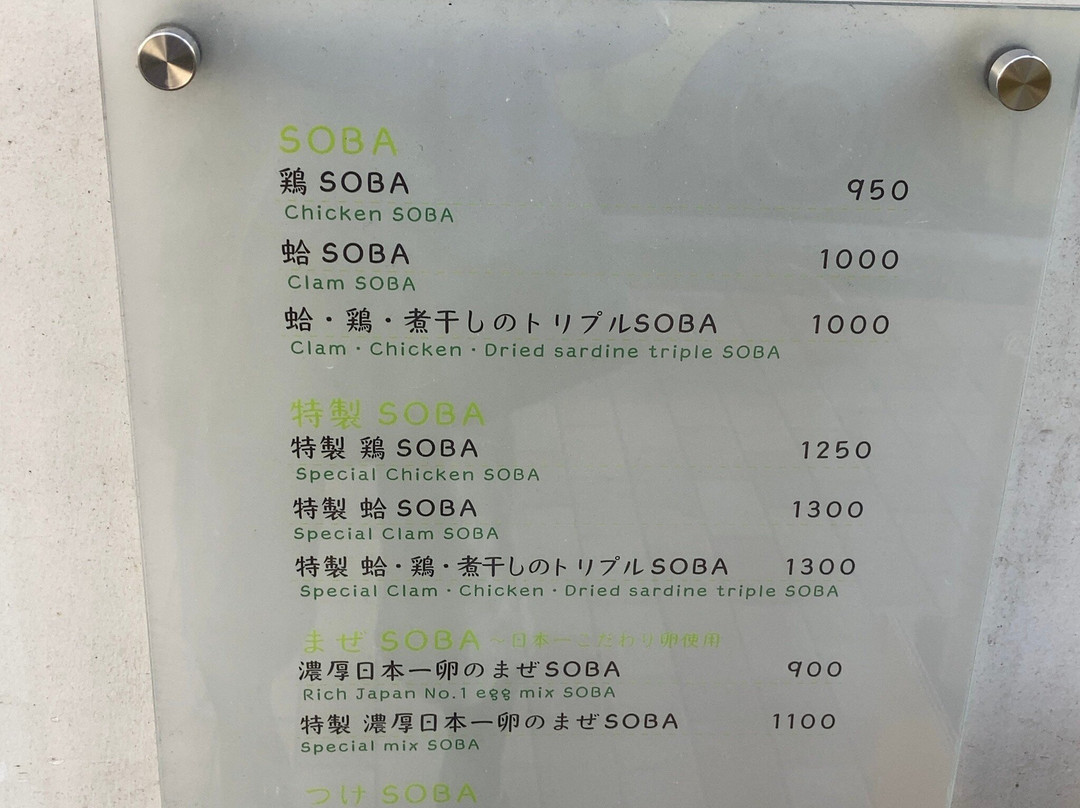 SOBA
鶏 SOBA 950
Chicken SOBA
蛤 SOBA 1000
Clam SOBA
蛤・鶏・煮干しのトリプルSOBA 1000
Clam・Chicken・Dried sardine triple SOBA
特製 SOBA
特製 鶏 SOBA 1250
Special Chicken SOBA
特製 蛤 SOBA 1300
Special Clam SOBA
特製 蛤・鶏・煮干しのトリプル SOBA 1300
Special Clam・Chicken・Dried sardine triple SOBA
まぜ SOBA ～日本一こだわり卵使用
濃厚日本一卵のまぜSOBA 900
Rich Japan No.1 egg mix SOBA
特製 濃厚日本一卵のまぜSOBA 1100
Special mix SOBA
つけ SOBA